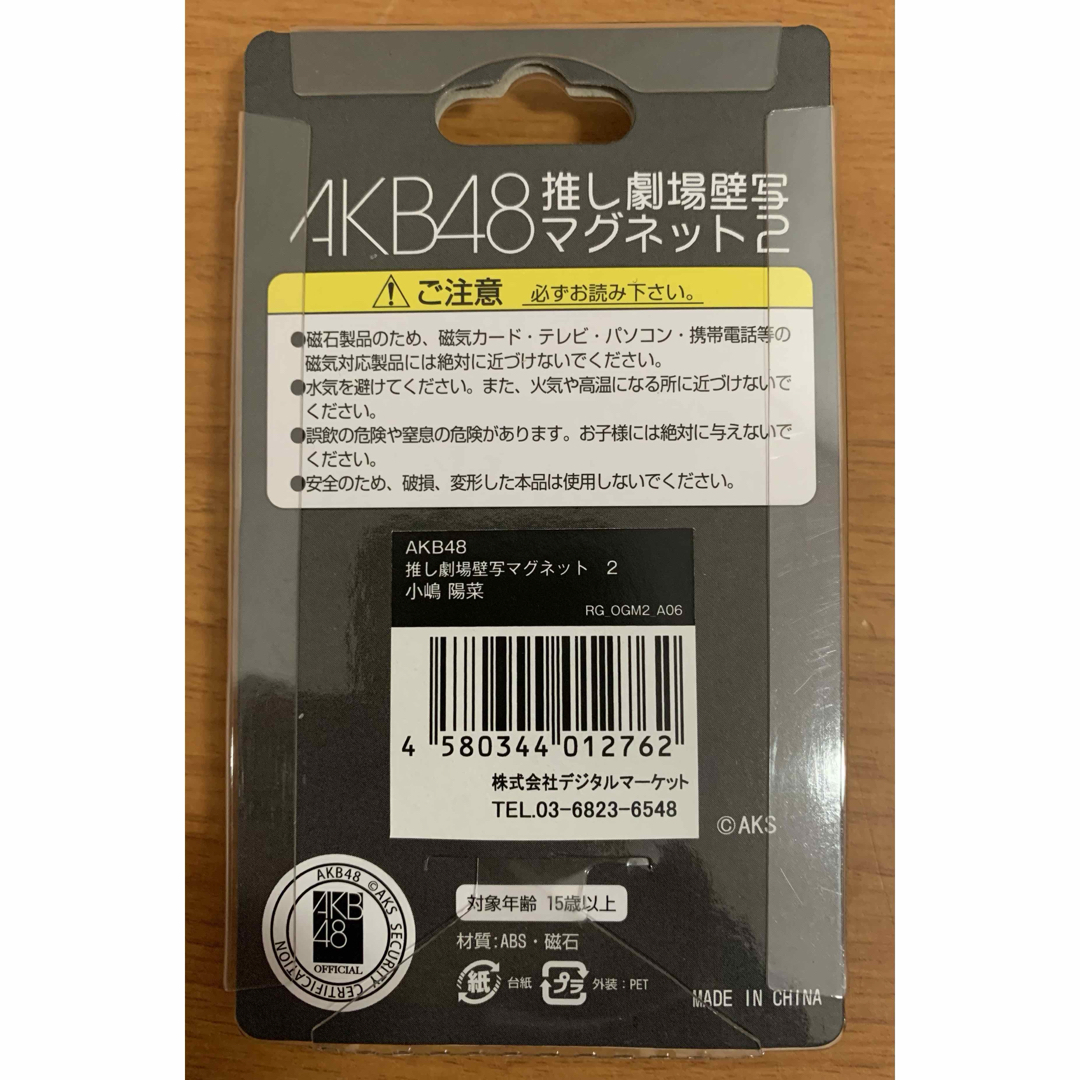 AKB48 推し劇場壁写
マグネット2
ご注意 必ずお読み下さい。
●磁石製品のため、磁気カード・テレビ・パソコン・携帯電話等の
磁気対応製品には絶対に近づけないでください。
●水気を避けてください。また、火気や高温になる所に近づけないで
ください。
●誤飲の危険や窒息の危険があります。お子様には絶対に与えないで
ください。
●安全のため、破損、変形した本品は使用しないでください。
AKB48
推し劇場壁写マグネット 2
小嶋 陽菜
RG_OGM2_A06
4 580344 012762
株式会社デジタルマーケット
TEL.03-6823-6548
©AKS
AKB48 ©AKS SECURITY CERTIFICATION
AKB
48
OFFICIAL
対象年齢 15歳以上
材質:ABS・磁石
紙 台紙 プラ 外装:PET
MADE IN CHINA